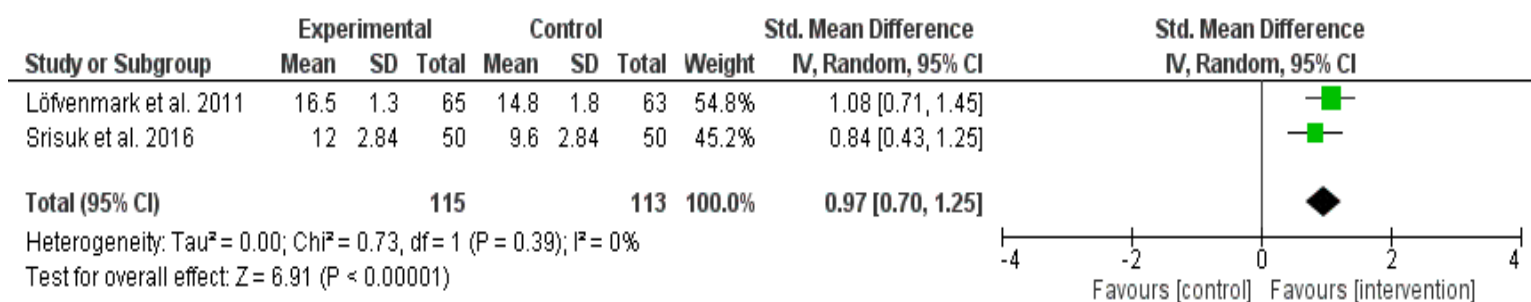 Experimental Control Std. Mean Difference Std. Mean Difference
Study or Subgroup Mean SD Total Mean SD Total Weight IV, Random, 95% CI IV, Random, 95% CI
Löfvenmark et al. 2011 16.5 1.3 65 14.8 1.8 63 54.8% 1.08 [0.71, 1.45]
Srisuk et al. 2016 12 2.84 50 9.6 2.84 50 45.2% 0.84 [0.43, 1.25]
Total (95% CI) 115 113 100.0% 0.97 [0.70, 1.25]
Heterogeneity: Tau² = 0.00; Chi² = 0.73, df = 1 (P = 0.39); I² = 0%
Test for overall effect: Z = 6.91 (P < 0.00001)
-4 -2 0 2 4
Favours [control] Favours [intervention]